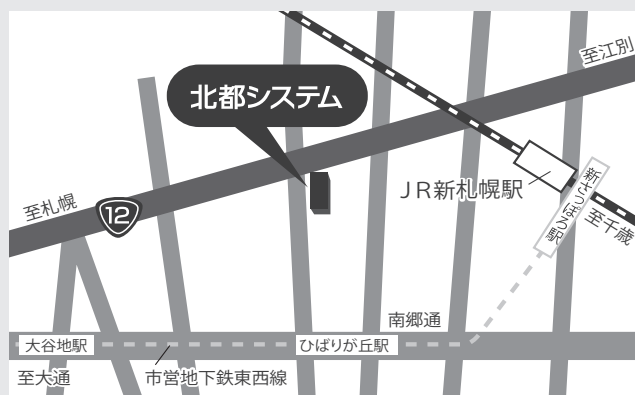 至江別
北都システム
JR新札幌駅
新さっぽろ駅
至千歳
至札幌
12
南郷通
大谷地駅
ひばりが丘駅
至大通
市営地下鉄東西線